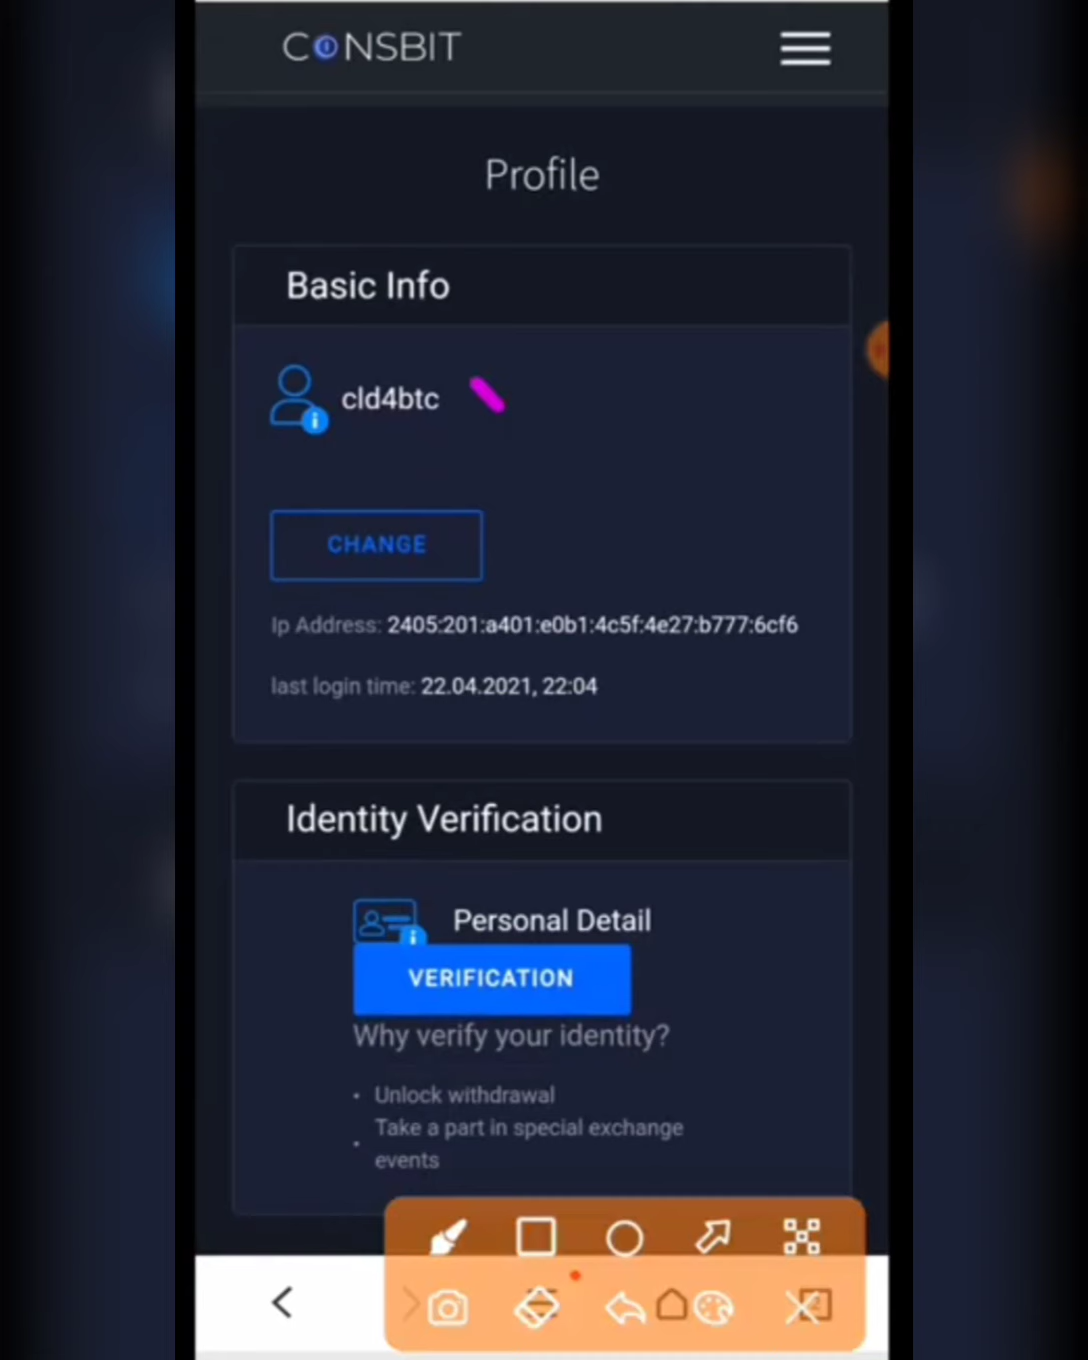 CONSBIT
Profile
Basic Info
cld4btc
CHANGE
Ip Address: 2405:201:a401:e0b1:4c5f:4e27:b777:6cf6
last login time: 22.04.2021, 22:04
Identity Verification
Personal Detail
VERIFICATION
Why verify your identity?
• Unlock withdrawal
• Take a part in special exchange
events